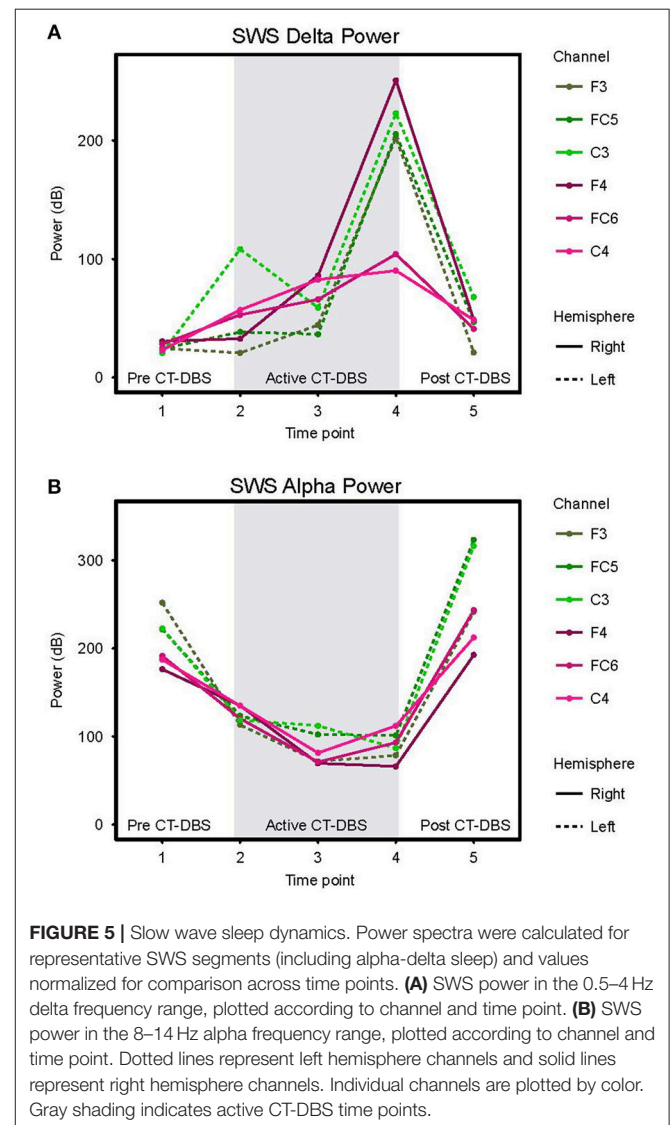 A
SWS Delta Power
Power (dB)
200
100
0
Pre CT-DBS
Active CT-DBS
Post CT-DBS
1 2 3 4 5
Time point
Channel
F3
FC5
C3
F4
FC6
C4
Hemisphere
Right
Left
B
SWS Alpha Power
Power (dB)
300
200
100
0
Pre CT-DBS
Active CT-DBS
Post CT-DBS
1 2 3 4 5
Time point
Channel
F3
FC5
C3
F4
FC6
C4
Hemisphere
Right
Left
FIGURE 5 | Slow wave sleep dynamics. Power spectra were calculated for
representative SWS segments (including alpha-delta sleep) and values
normalized for comparison across time points. (A) SWS power in the 0.5–4 Hz
delta frequency range, plotted according to channel and time point. (B) SWS
power in the 8–14 Hz alpha frequency range, plotted according to channel and
time point. Dotted lines represent left hemisphere channels and solid lines
represent right hemisphere channels. Individual channels are plotted by color.
Gray shading indicates active CT-DBS time points.